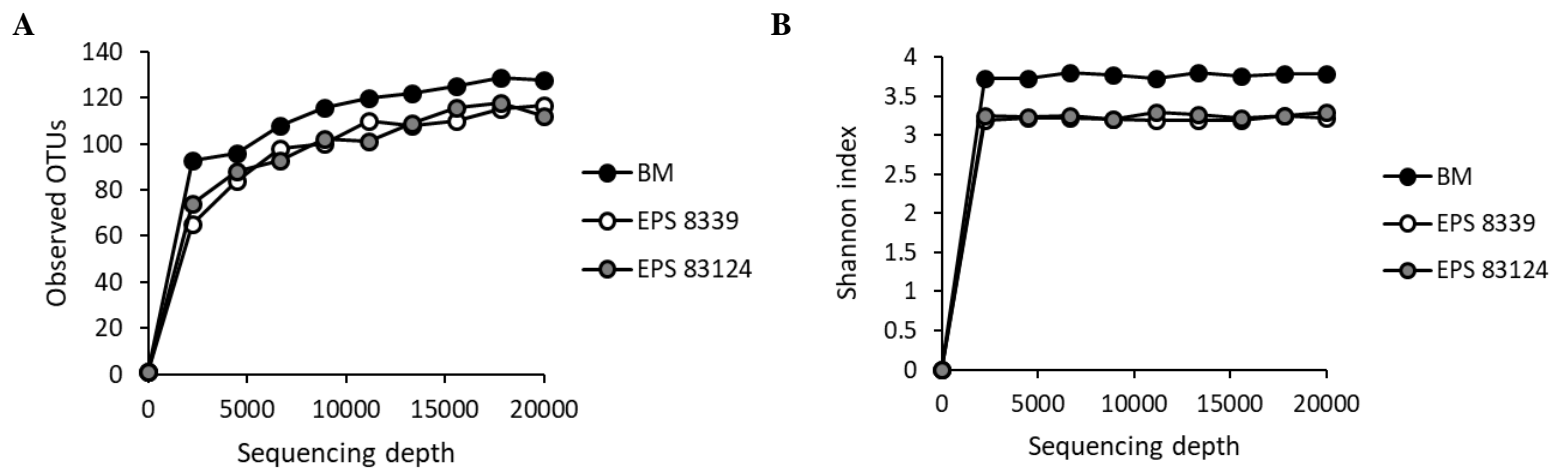 A
140
120
100
80
60
40
20
0
Observed OTUs
0 5000 10000 15000 20000
Sequencing depth
BM
EPS 8339
EPS 83124
B
4
3.5
3
2.5
2
1.5
1
0.5
0
Shannon index
0 5000 10000 15000 20000
Sequencing depth
BM
EPS 8339
EPS 83124